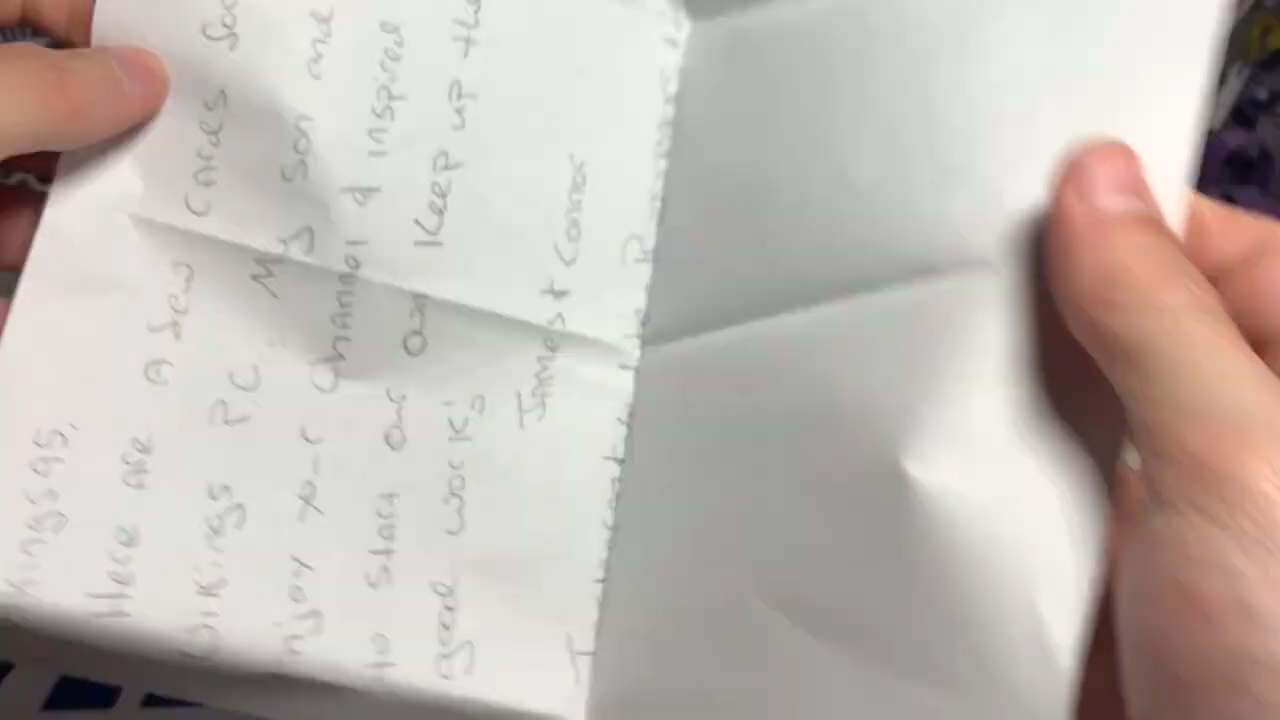 Here are A few cards for
Vikings PC My son and
enjoy your channel & inspired
to start our own Keep up the
good work!
James + Connor